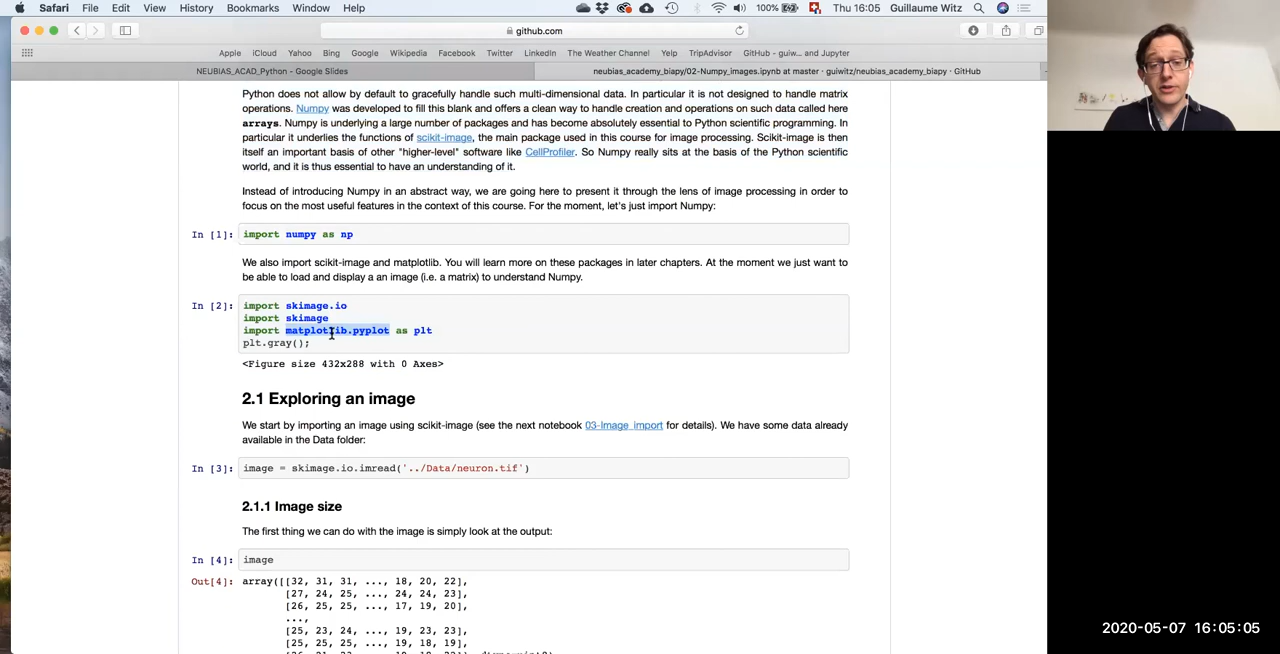 Safari File Edit View History Bookmarks Window Help 100% Thu 16:05 Guillaume Witz
github.com
Apple iCloud Yahoo Bing Google Wikipedia Facebook Twitter LinkedIn The Weather Channel Yelp TripAdvisor GitHub - guiw... and Jupyter
NEUBIAS_ACAD_Python - Google Slides neubias_academy_biapy/02-Numpy_images.ipynb at master · guiwitz/neubias_academy_biapy · GitHub
Python does not allow by default to gracefully handle such multi-dimensional data. In particular it is not designed to handle matrix
operations. Numpy was developed to fill this blank and offers a clean way to handle creation and operations on such data called here
arrays. Numpy is underlying a large number of packages and has become absolutely essential to Python scientific programming. In
particular it underlies the functions of scikit-image, the main package used in this course for image processing. Scikit-image is then
itself an important basis of other "higher-level" software like CellProfiler. So Numpy really sits at the basis of the Python scientific
world, and it is thus essential to have an understanding of it.
Instead of introducing Numpy in an abstract way, we are going here to present it through the lens of image processing in order to
focus on the most useful features in the context of this course. For the moment, let's just import Numpy:
In [1]: import numpy as np
We also import scikit-image and matplotlib. You will learn more on these packages in later chapters. At the moment we just want to
be able to load and display a an image (i.e. a matrix) to understand Numpy.
In [2]: import skimage.io
import skimage
import matplotlib.pyplot as plt
plt.gray();
<Figure size 432x288 with 0 Axes>
2.1 Exploring an image
We start by importing an image using scikit-image (see the next notebook 03-Image_import for details). We have some data already
available in the Data folder:
In [3]: image = skimage.io.imread('../Data/neuron.tif')
2.1.1 Image size
The first thing we can do with the image is simply look at the output:
In [4]: image
Out[4]: array([[32, 31, 31, ..., 18, 20, 22],
[27, 24, 25, ..., 24, 24, 23],
[26, 25, 25, ..., 17, 19, 20],
...,
[25, 23, 24, ..., 19, 23, 23],
[25, 25, 25, ..., 19, 18, 19],
2020-05-07 16:05:05